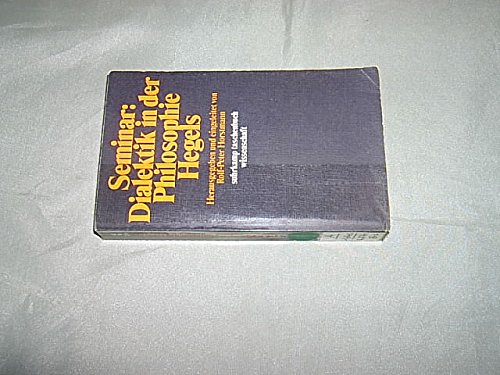 Seminar:
Dialektik in der
Philosophie
Hegels
Herausgegeben und eingeleitet von
Rolf-Peter Horstmann
suhrkamp taschenbuch
wissenschaft